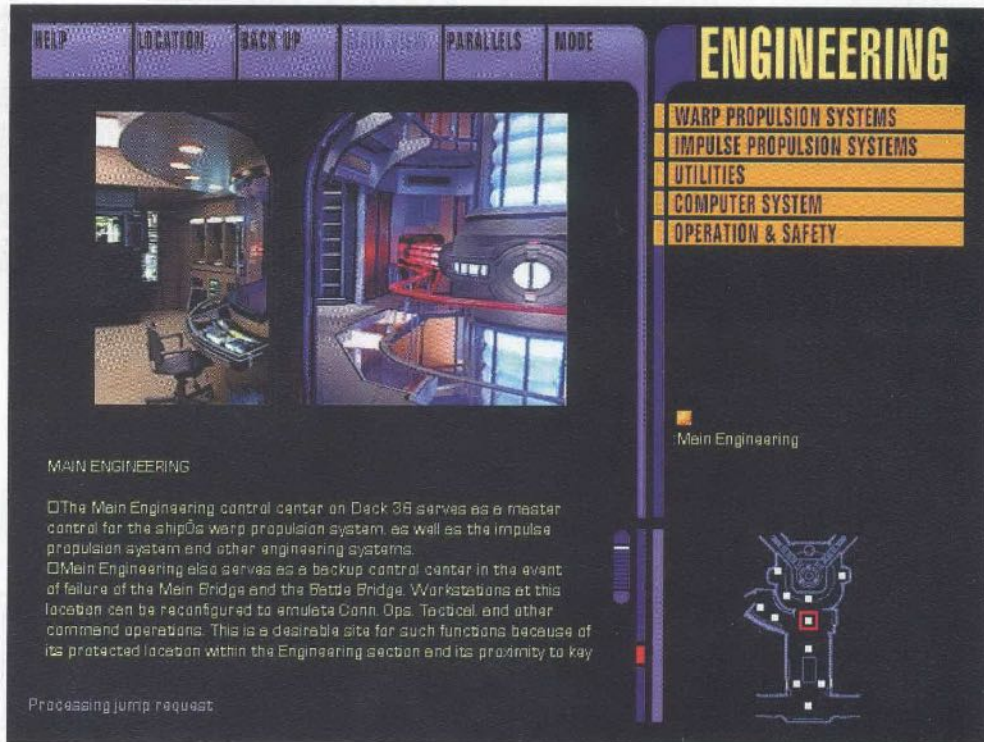 HELP
LOCATION
BACK UP
MAIN VIEW
PARALLELS
MODE
ENGINEERING
WARP PROPULSION SYSTEMS
IMPULSE PROPULSION SYSTEMS
UTILITIES
COMPUTER SYSTEM
OPERATION & SAFETY
Main Engineering
MAIN ENGINEERING
□The Main Engineering control center on Deck 36 serves as a master
control for the shipÕs warp propulsion system, as well as the impulse
propulsion system and other engineering systems.
□Main Engineering also serves as a backup control center in the event
of failure of the Main Bridge and the Battle Bridge. Workstations at this
location can be reconfigured to emulate Conn, Ops, Tactical, and other
command operations. This is a desirable site for such functions because of
its protected location within the Engineering section and its proximity to key
Processing jump request